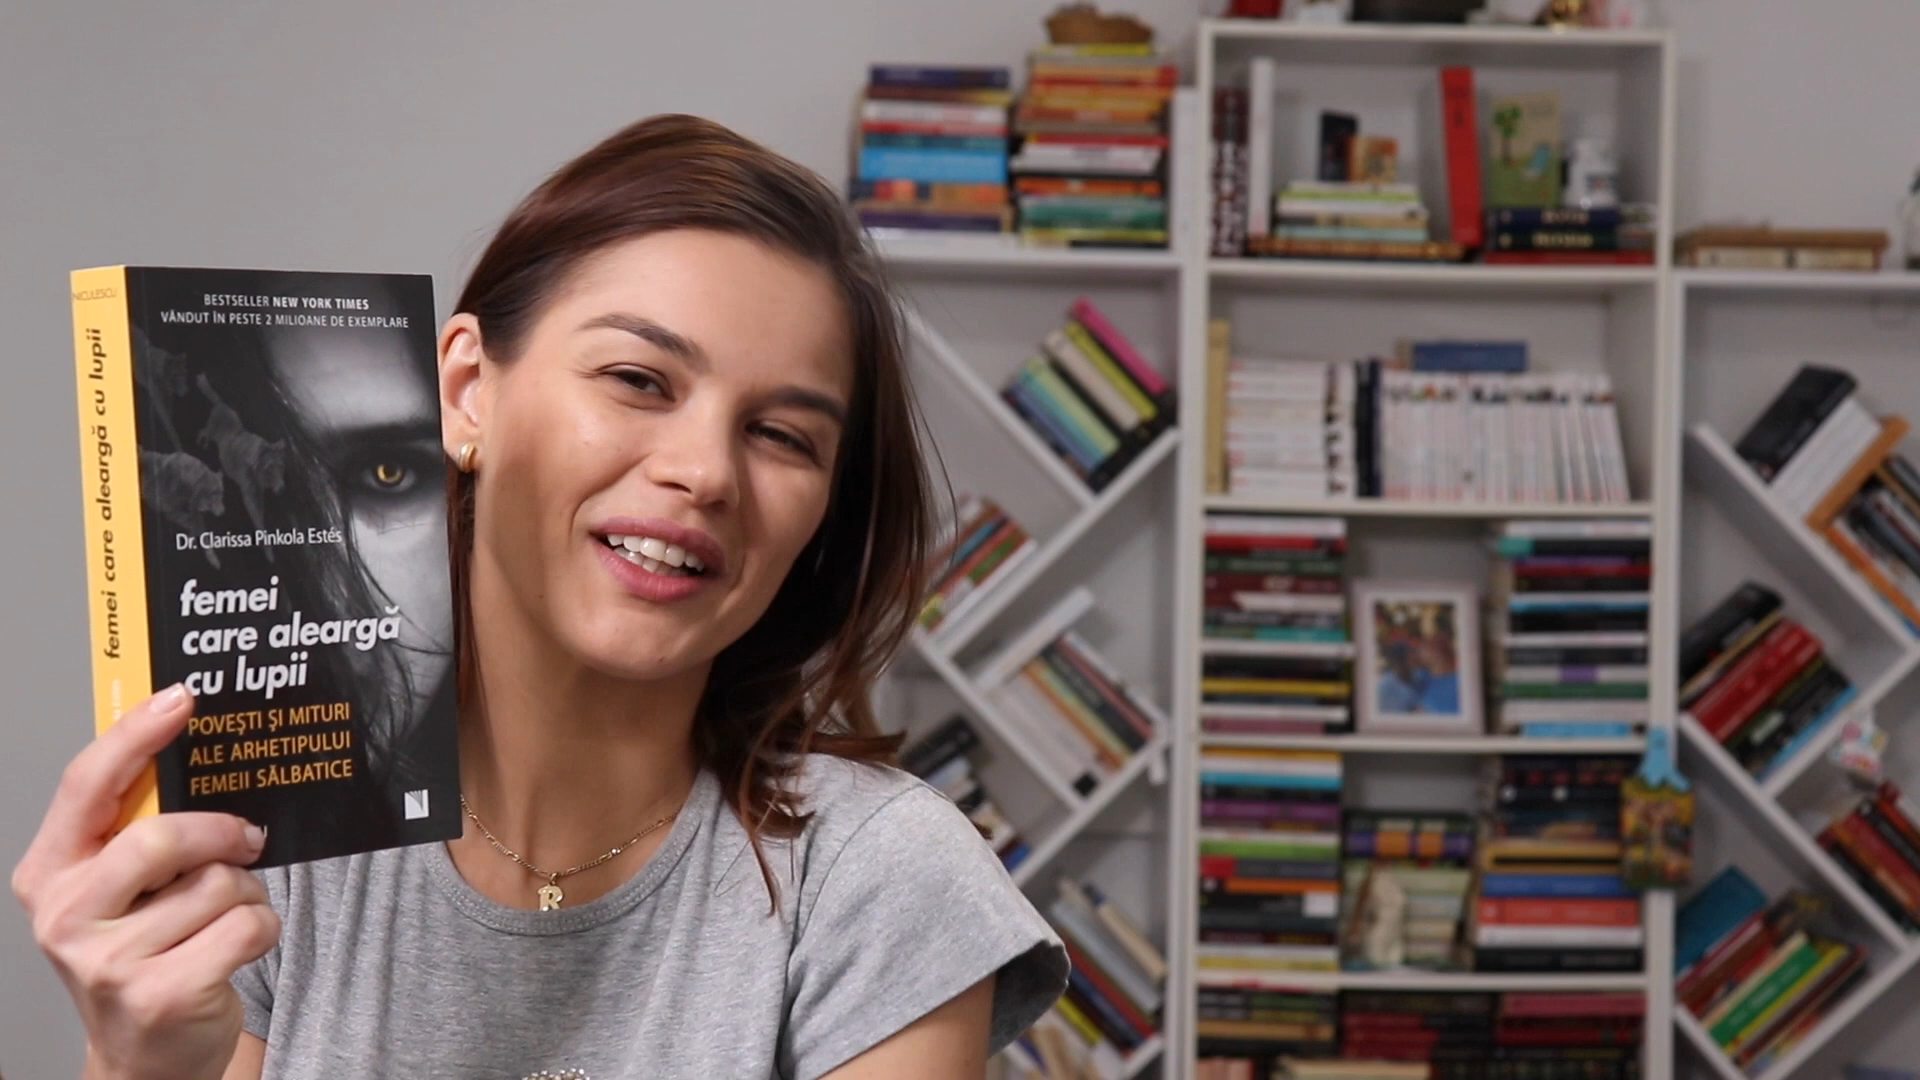 NICULESCU
femei care aleargă cu lupii
BESTSELLER NEW YORK TIMES
VÂNDUT ÎN PESTE 2 MILIOANE DE EXEMPLARE
Dr. Clarissa Pinkola Estés
femei
care aleargă
cu lupii
POVEȘTI ȘI MITURI
ALE ARHETIPULUI
FEMEII SĂLBATICE
R